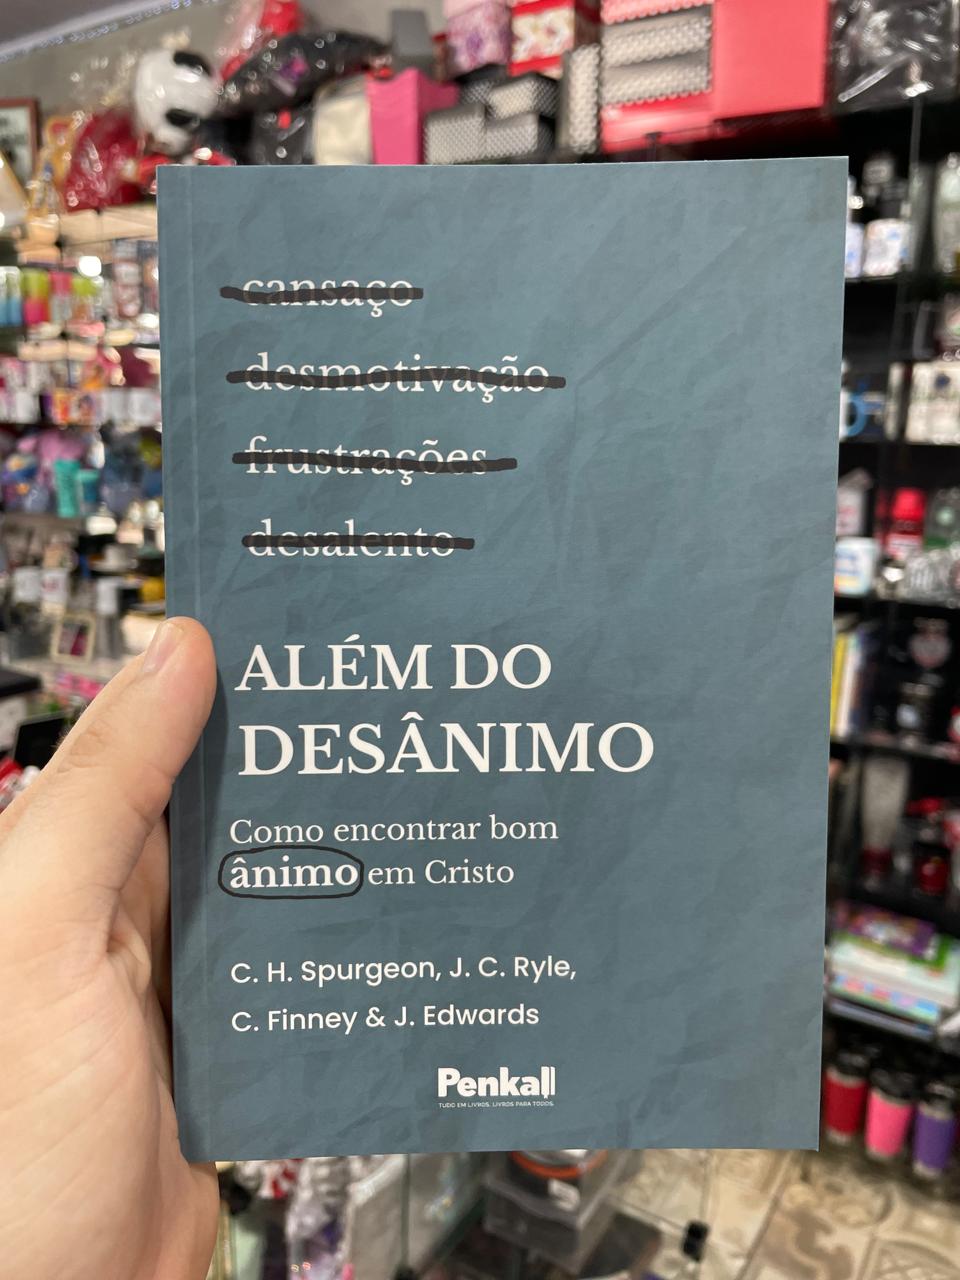 cansaço
desmotivação
frustrações
desalento
ALÉM DO
DESÂNIMO
Como encontrar bom
ânimo em Cristo
C. H. Spurgeon, J. C. Ryle,
C. Finney & J. Edwards
Penkal
TUDO EM LIVROS. LIVROS PARA TODOS.